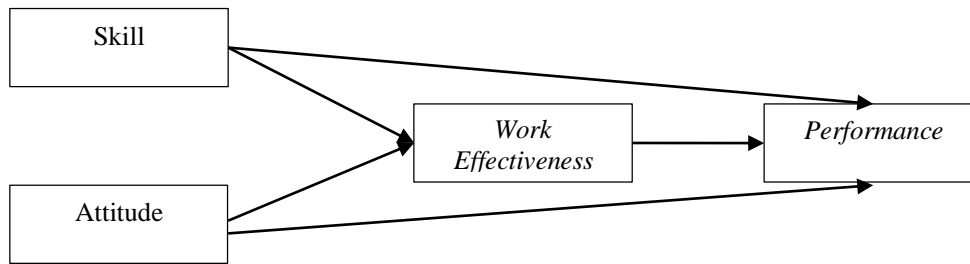 Skill
Work
Effectiveness
Performance
Attitude